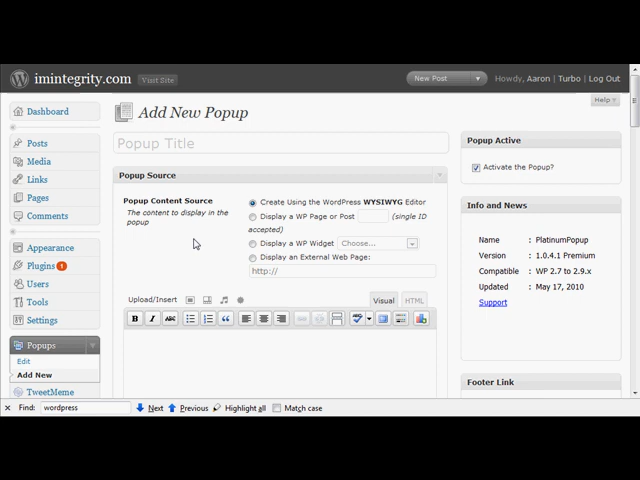 imintegrity.com Visit Site New Post Howdy, Aaron | Turbo | Log Out
Help
Dashboard
Posts
Media
Links
Pages
Comments
Appearance
Plugins 1
Users
Tools
Settings
Popups
Edit
Add New
TweetMeme
Add New Popup
Popup Title
Popup Source
Popup Content Source
The content to display in the
popup
Create Using the WordPress WYSIWYG Editor
Display a WP Page or Post (single ID
accepted)
Display a WP Widget Choose...
Display an External Web Page:
http://
Upload/Insert Visual HTML
B I ABC
ABC
Popup Active
Activate the Popup?
Info and News
Name : PlatinumPopup
Version : 1.0.4.1 Premium
Compatible : WP 2.7 to 2.9.x
Updated : May 17, 2010
Support
Footer Link
Find: wordpress Next Previous Highlight all Match case